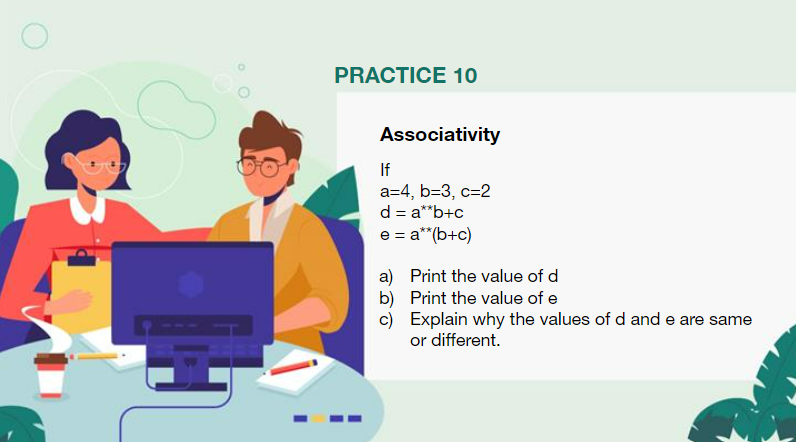 PRACTICE 10
Associativity
If
a=4, b=3, c=2
d = a**b+c
e = a**(b+c)
a) Print the value of d
b) Print the value of e
c) Explain why the values of d and e are same
or different.